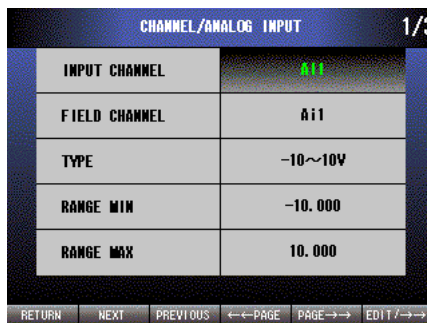 CHANNEL/ANALOG INPUT 1/3
INPUT CHANNEL Ai1
FIELD CHANNEL Ai1
TYPE -10～10V
RANGE MIN -10.000
RANGE MAX 10.000
RETURN NEXT PREVIOUS ←←PAGE PAGE→→ EDIT/→→